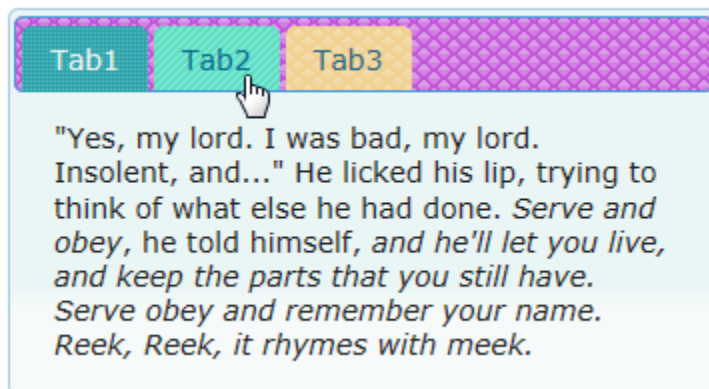 Tab1 Tab2 Tab3
"Yes, my lord. I was bad, my lord.
Insolent, and..." He licked his lip, trying to
think of what else he had done. Serve and
obey, he told himself, and he'll let you live,
and keep the parts that you still have.
Serve obey and remember your name.
Reek, Reek, it rhymes with meek.